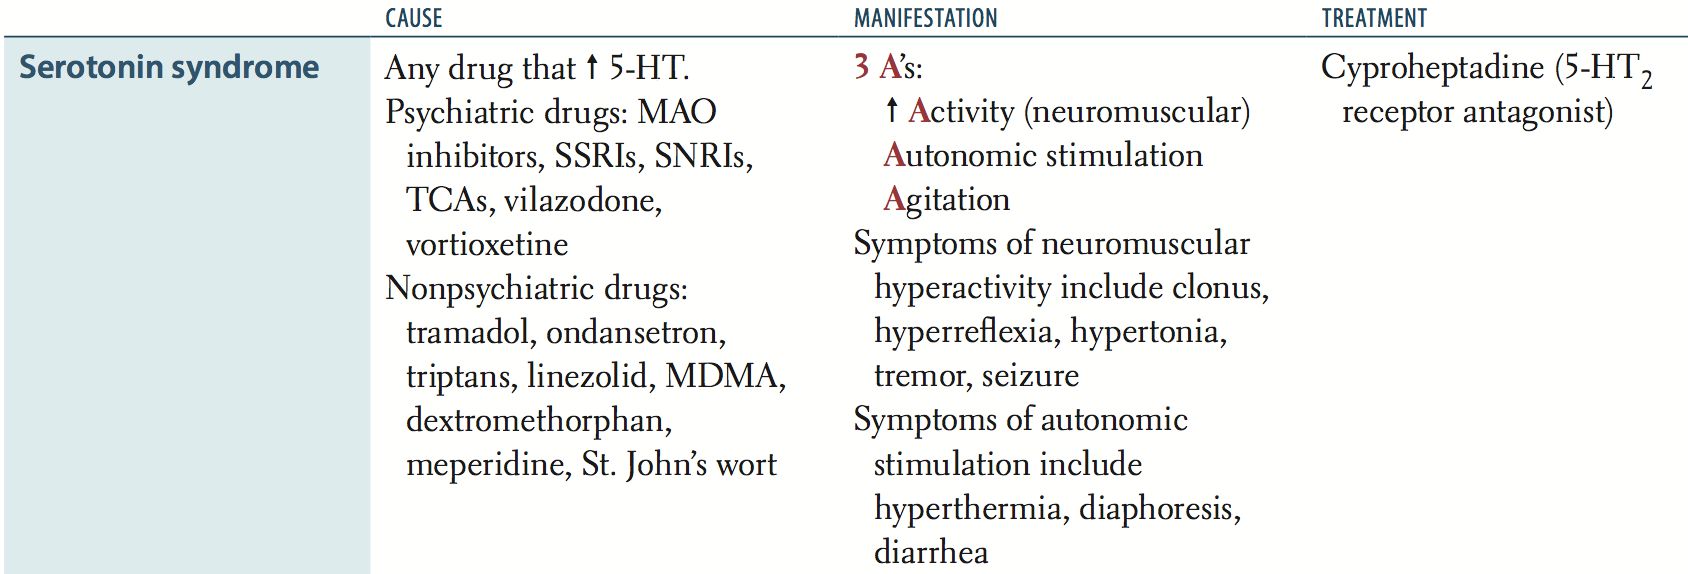 CAUSE MANIFESTATION TREATMENT
Serotonin syndrome
Any drug that ↑ 5-HT.
Psychiatric drugs: MAO
inhibitors, SSRIs, SNRIs,
TCAs, vilazodone,
vortioxetine
Nonpsychiatric drugs:
tramadol, ondansetron,
triptans, linezolid, MDMA,
dextromethorphan,
meperidine, St. John’s wort
3 A’s:
↑ Activity (neuromuscular)
Autonomic stimulation
Agitation
Symptoms of neuromuscular
hyperactivity include clonus,
hyperreflexia, hypertonia,
tremor, seizure
Symptoms of autonomic
stimulation include
hyperthermia, diaphoresis,
diarrhea
Cyproheptadine (5-HT₂
receptor antagonist)